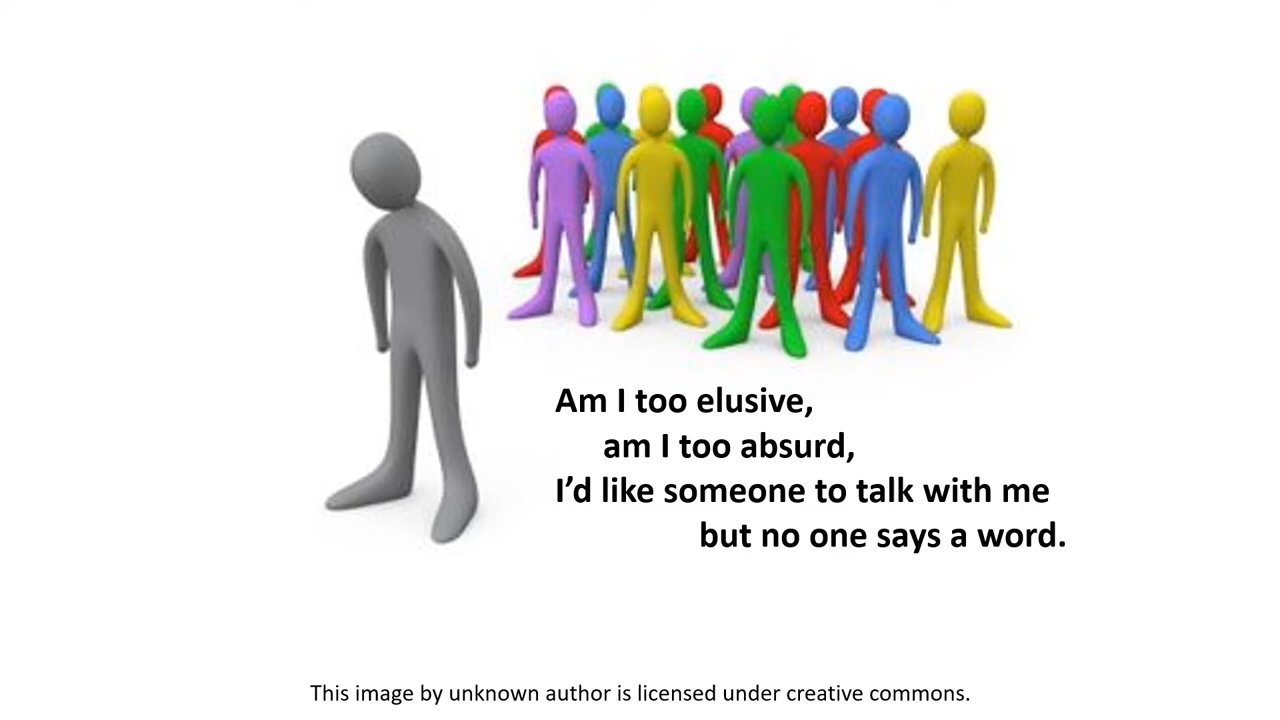 Am I too elusive,
am I too absurd,
I’d like someone to talk with me
but no one says a word.
This image by unknown author is licensed under creative commons.